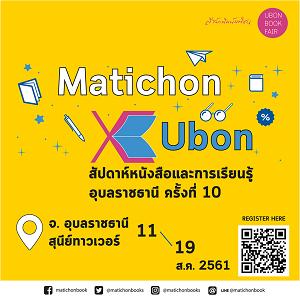 สำนักพิมพ์มติชน
UBON
BOOK
FAIR
Matichon
X Ubon
%
สัปดาห์หนังสือและการเรียนรู้
อุบลราชธานี ครั้งที่ 10
จ. อุบลราชธานี
สุนีย์ทาวเวอร์
11
19
ส.ค. 2561
REGISTER HERE
matichonbook
@matichonbooks
@matichonbooks
LINE @matichonbooks